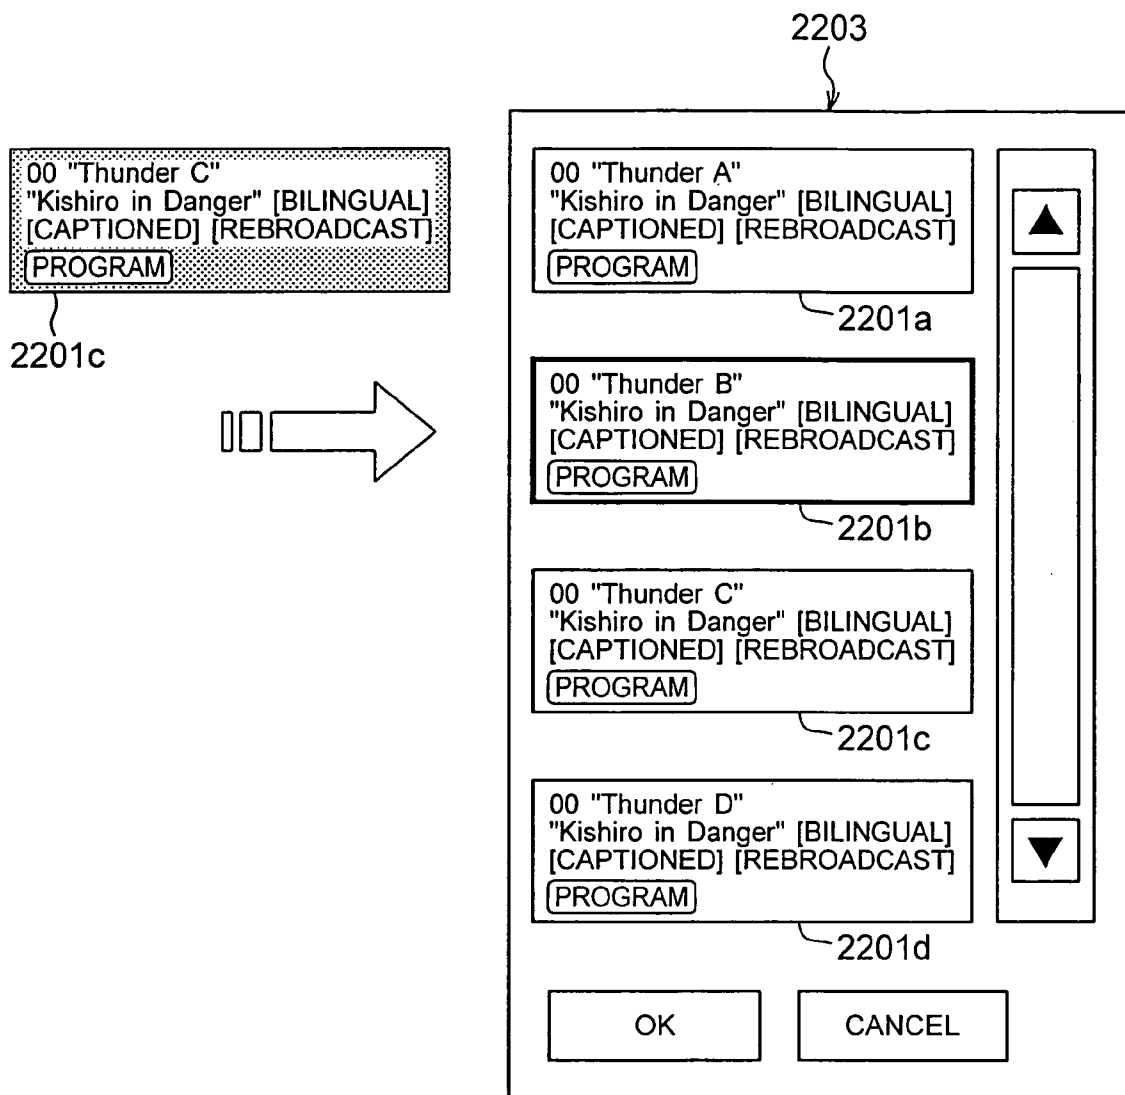 2203
00 "Thunder C"
"Kishiro in Danger" [BILINGUAL]
[CAPTIONED] [REBROADCAST]
PROGRAM
2201c
00 "Thunder A"
"Kishiro in Danger" [BILINGUAL]
[CAPTIONED] [REBROADCAST]
PROGRAM
2201a
00 "Thunder B"
"Kishiro in Danger" [BILINGUAL]
[CAPTIONED] [REBROADCAST]
PROGRAM
2201b
00 "Thunder C"
"Kishiro in Danger" [BILINGUAL]
[CAPTIONED] [REBROADCAST]
PROGRAM
2201c
00 "Thunder D"
"Kishiro in Danger" [BILINGUAL]
[CAPTIONED] [REBROADCAST]
PROGRAM
2201d
OK
CANCEL